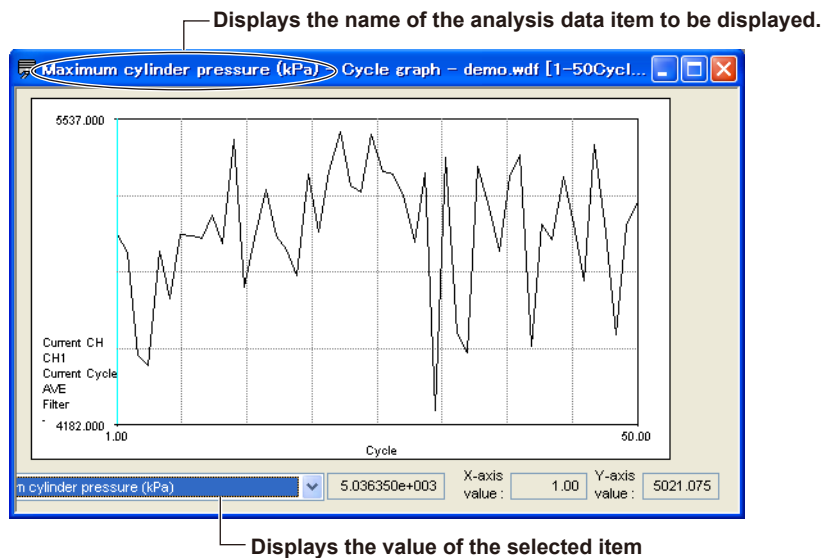 Displays the name of the analysis data item to be displayed.
Maximum cylinder pressure (kPa) - Cycle graph - demo.wdf [1-50Cycl...
5537.000
Current CH
CH1
Current Cycle
AVE
Filter
-
4182.000
1.00
50.00
Cycle
m cylinder pressure (kPa)
5.036350e+003
X-axis
value :
1.00
Y-axis
value :
5021.075
Displays the value of the selected item